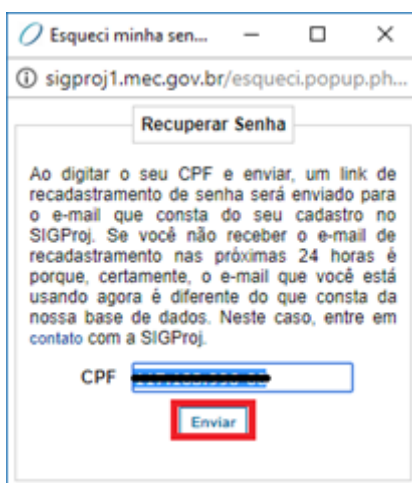 Esqueci minha sen...
sigproj1.mec.gov.br/esqueci.popup.ph...
Recuperar Senha
Ao digitar o seu CPF e enviar, um link de
recadastramento de senha será enviado para
o e-mail que consta do seu cadastro no
SIGProj. Se você não receber o e-mail de
recadastramento nas próximas 24 horas é
porque, certamente, o e-mail que você está
usando agora é diferente do que consta da
nossa base de dados. Neste caso, entre em
contato com a SIGProj.
CPF
Enviar